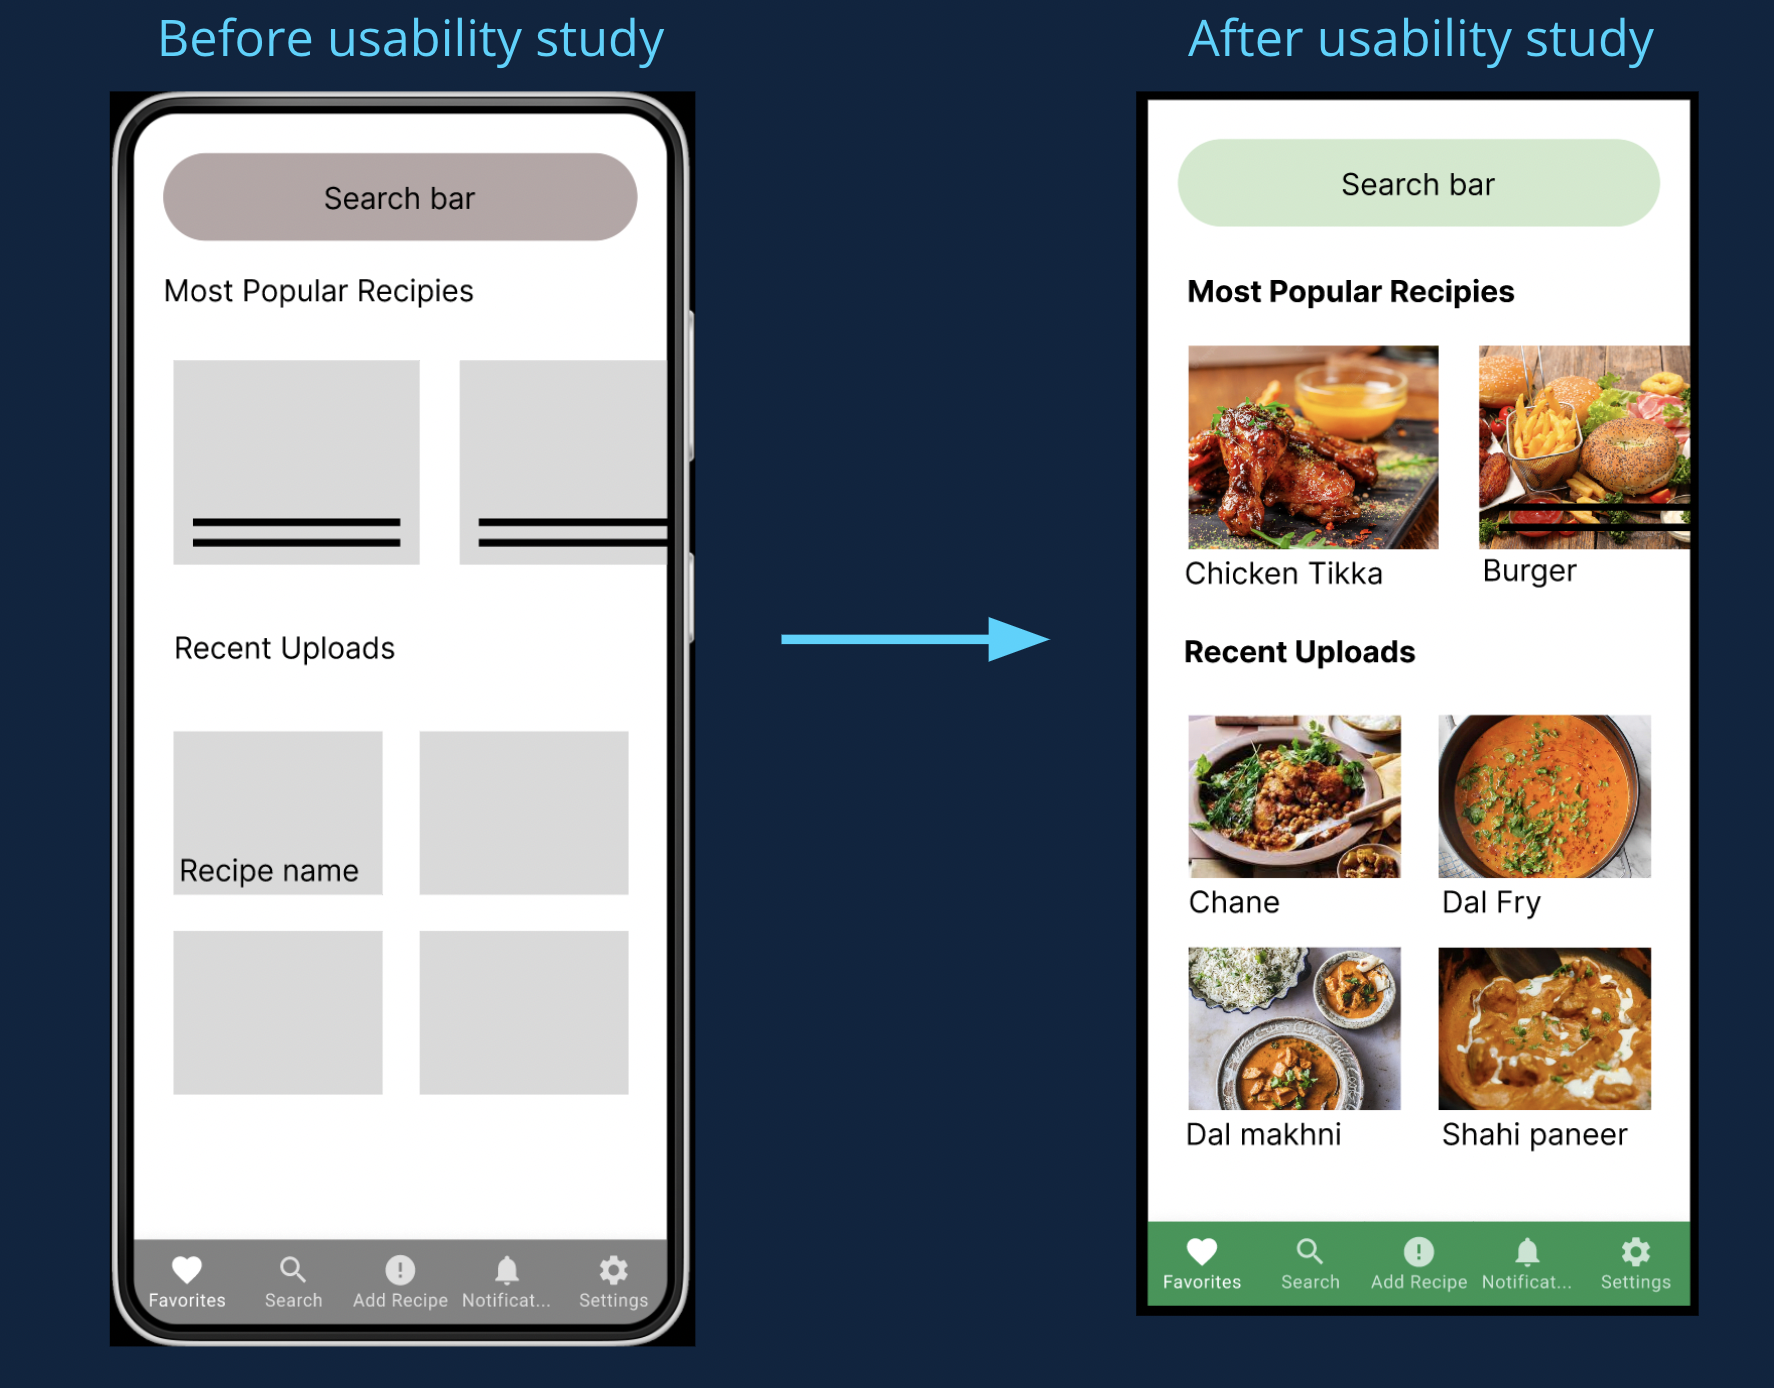 Before usability study
After usability study
Search bar
Most Popular Recipies
Recent Uploads
Recipe name
Favorites
Search
Add Recipe
Notificat...
Settings
Search bar
Most Popular Recipies
Chicken Tikka
Burger
Recent Uploads
Chane
Dal Fry
Dal makhni
Shahi paneer
Favorites
Search
Add Recipe
Notificat...
Settings